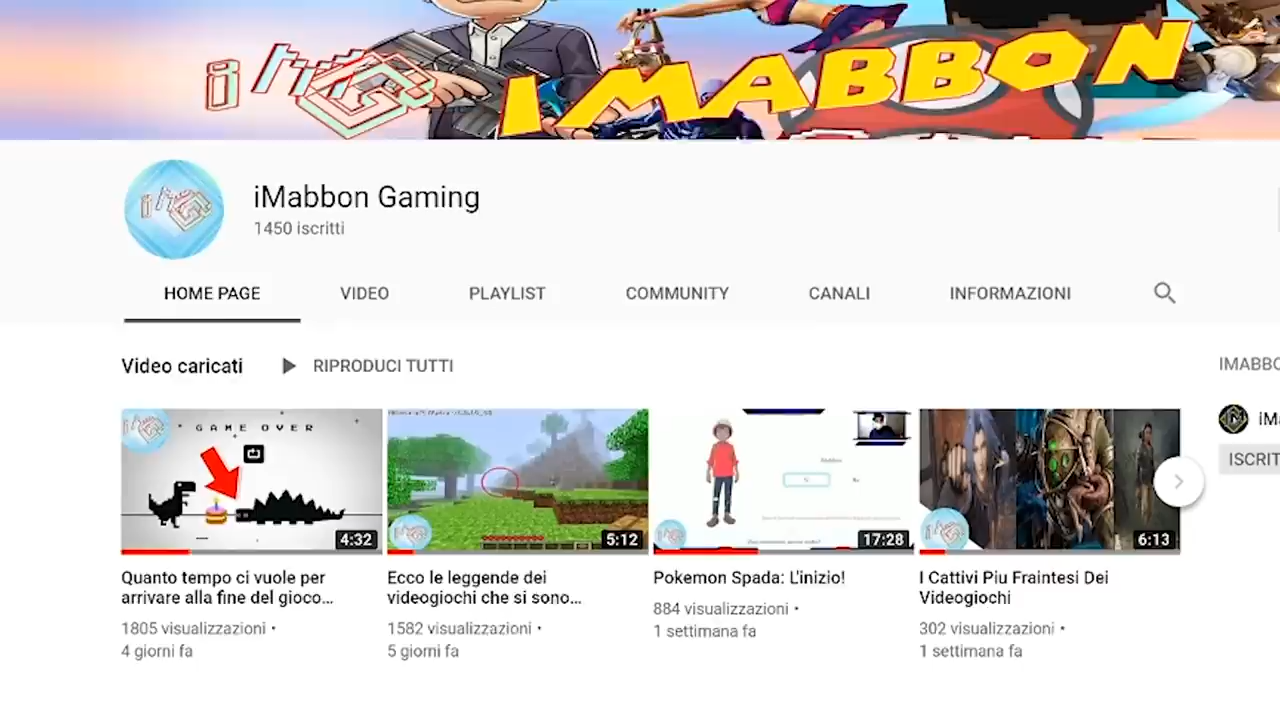 IMABBON
iMabbon Gaming
1450 iscritti
HOME PAGE
VIDEO
PLAYLIST
COMMUNITY
CANALI
INFORMAZIONI
Video caricati
RIPRODUCI TUTTI
IMABBO
iMa
ISCRIT
GAME OVER
4:32
5:12
17:28
6:13
Quanto tempo ci vuole per
arrivare alla fine del gioco...
1805 visualizzazioni •
4 giorni fa
Ecco le leggende dei
videogiochi che si sono...
1582 visualizzazioni •
5 giorni fa
Pokemon Spada: L'inizio!
884 visualizzazioni •
1 settimana fa
I Cattivi Piu Fraintesi Dei
Videogiochi
302 visualizzazioni •
1 settimana fa